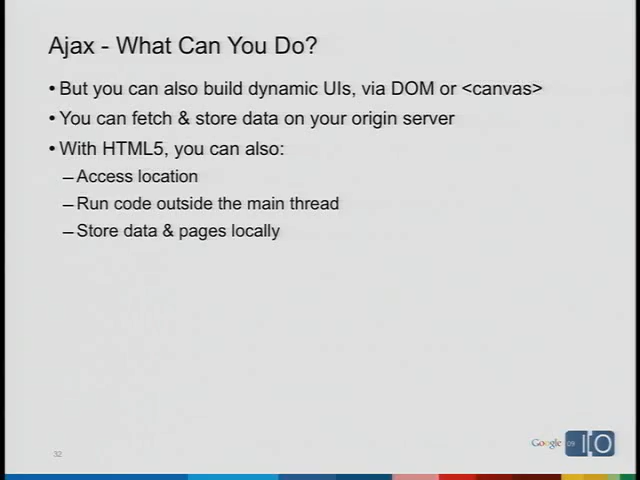 Ajax - What Can You Do?
• But you can also build dynamic UIs, via DOM or <canvas>
• You can fetch & store data on your origin server
• With HTML5, you can also:
– Access location
– Run code outside the main thread
– Store data & pages locally
32
Google 09 IO